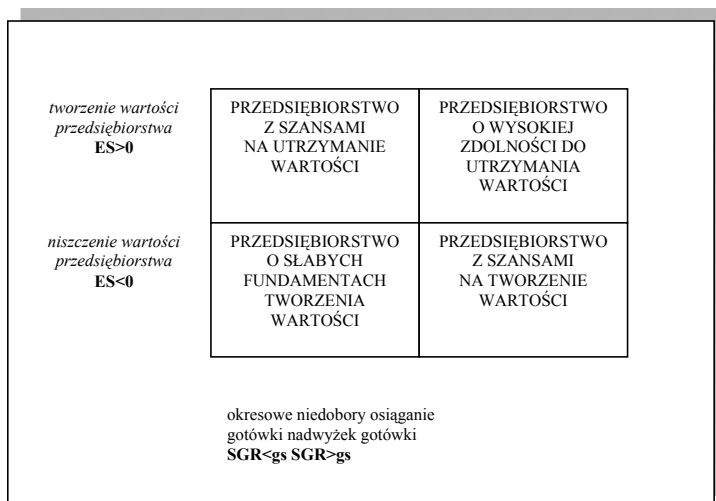 tworzenie wartości
przedsiębiorstwa
ES>0
PRZEDSIĘBIORSTWO
Z SZANSAMI
NA UTRZYMANIE
WARTOŚCI
PRZEDSIĘBIORSTWO
O WYSOKIEJ
ZDOLNOŚCI DO
UTRZYMANIA
WARTOŚCI
niszczenie wartości
przedsiębiorstwa
ES<0
PRZEDSIĘBIORSTWO
O SŁABYCH
FUNDAMENTACH
TWORZENIA
WARTOŚCI
PRZEDSIĘBIORSTWO
Z SZANSAMI
NA TWORZENIE
WARTOŚCI
okresowe niedobory osiąganie
gotówki nadwyżek gotówki
SGR<gs SGR>gs